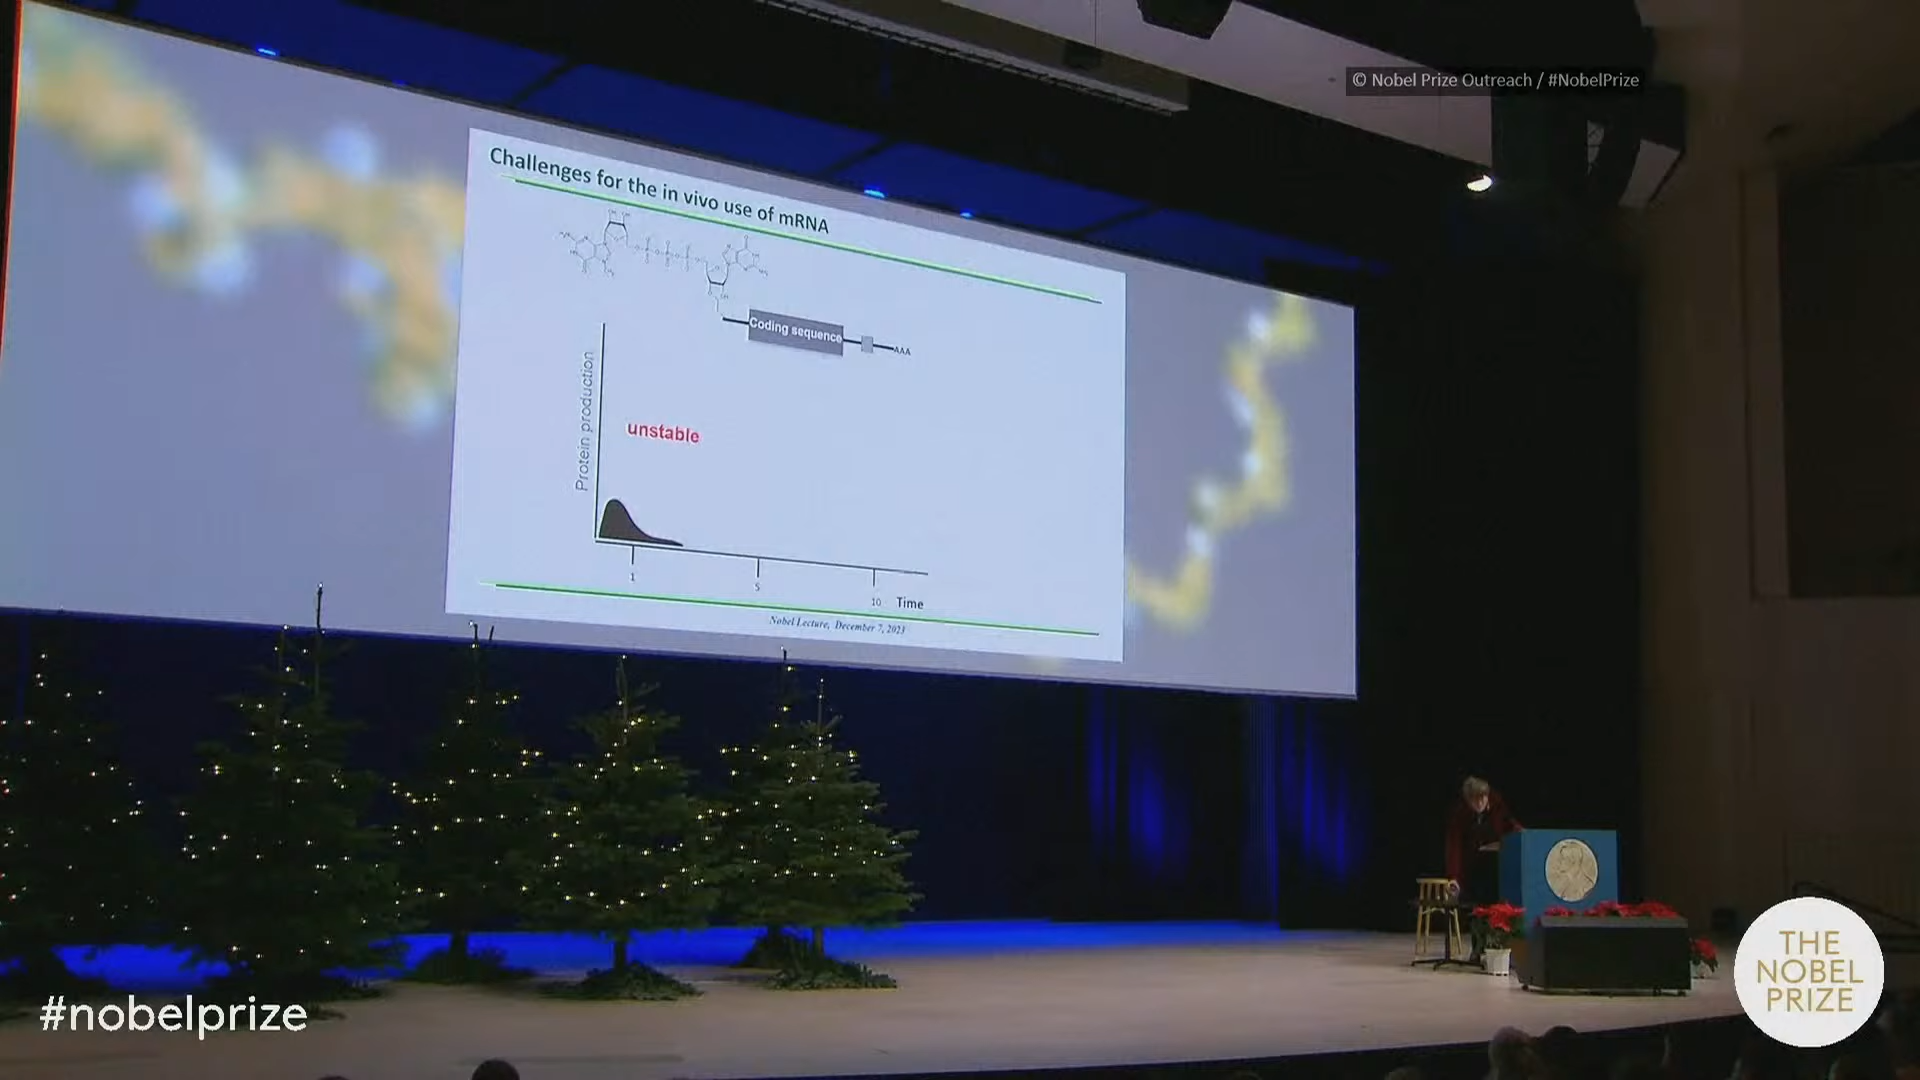 © Nobel Prize Outreach / #NobelPrize
Challenges for the in vivo use of mRNA
Coding sequence
AAA
Protein production
unstable
1
5
10
Time
Nobel Lecture, December 7, 2023
#nobelprize
THE
NOBEL
PRIZE